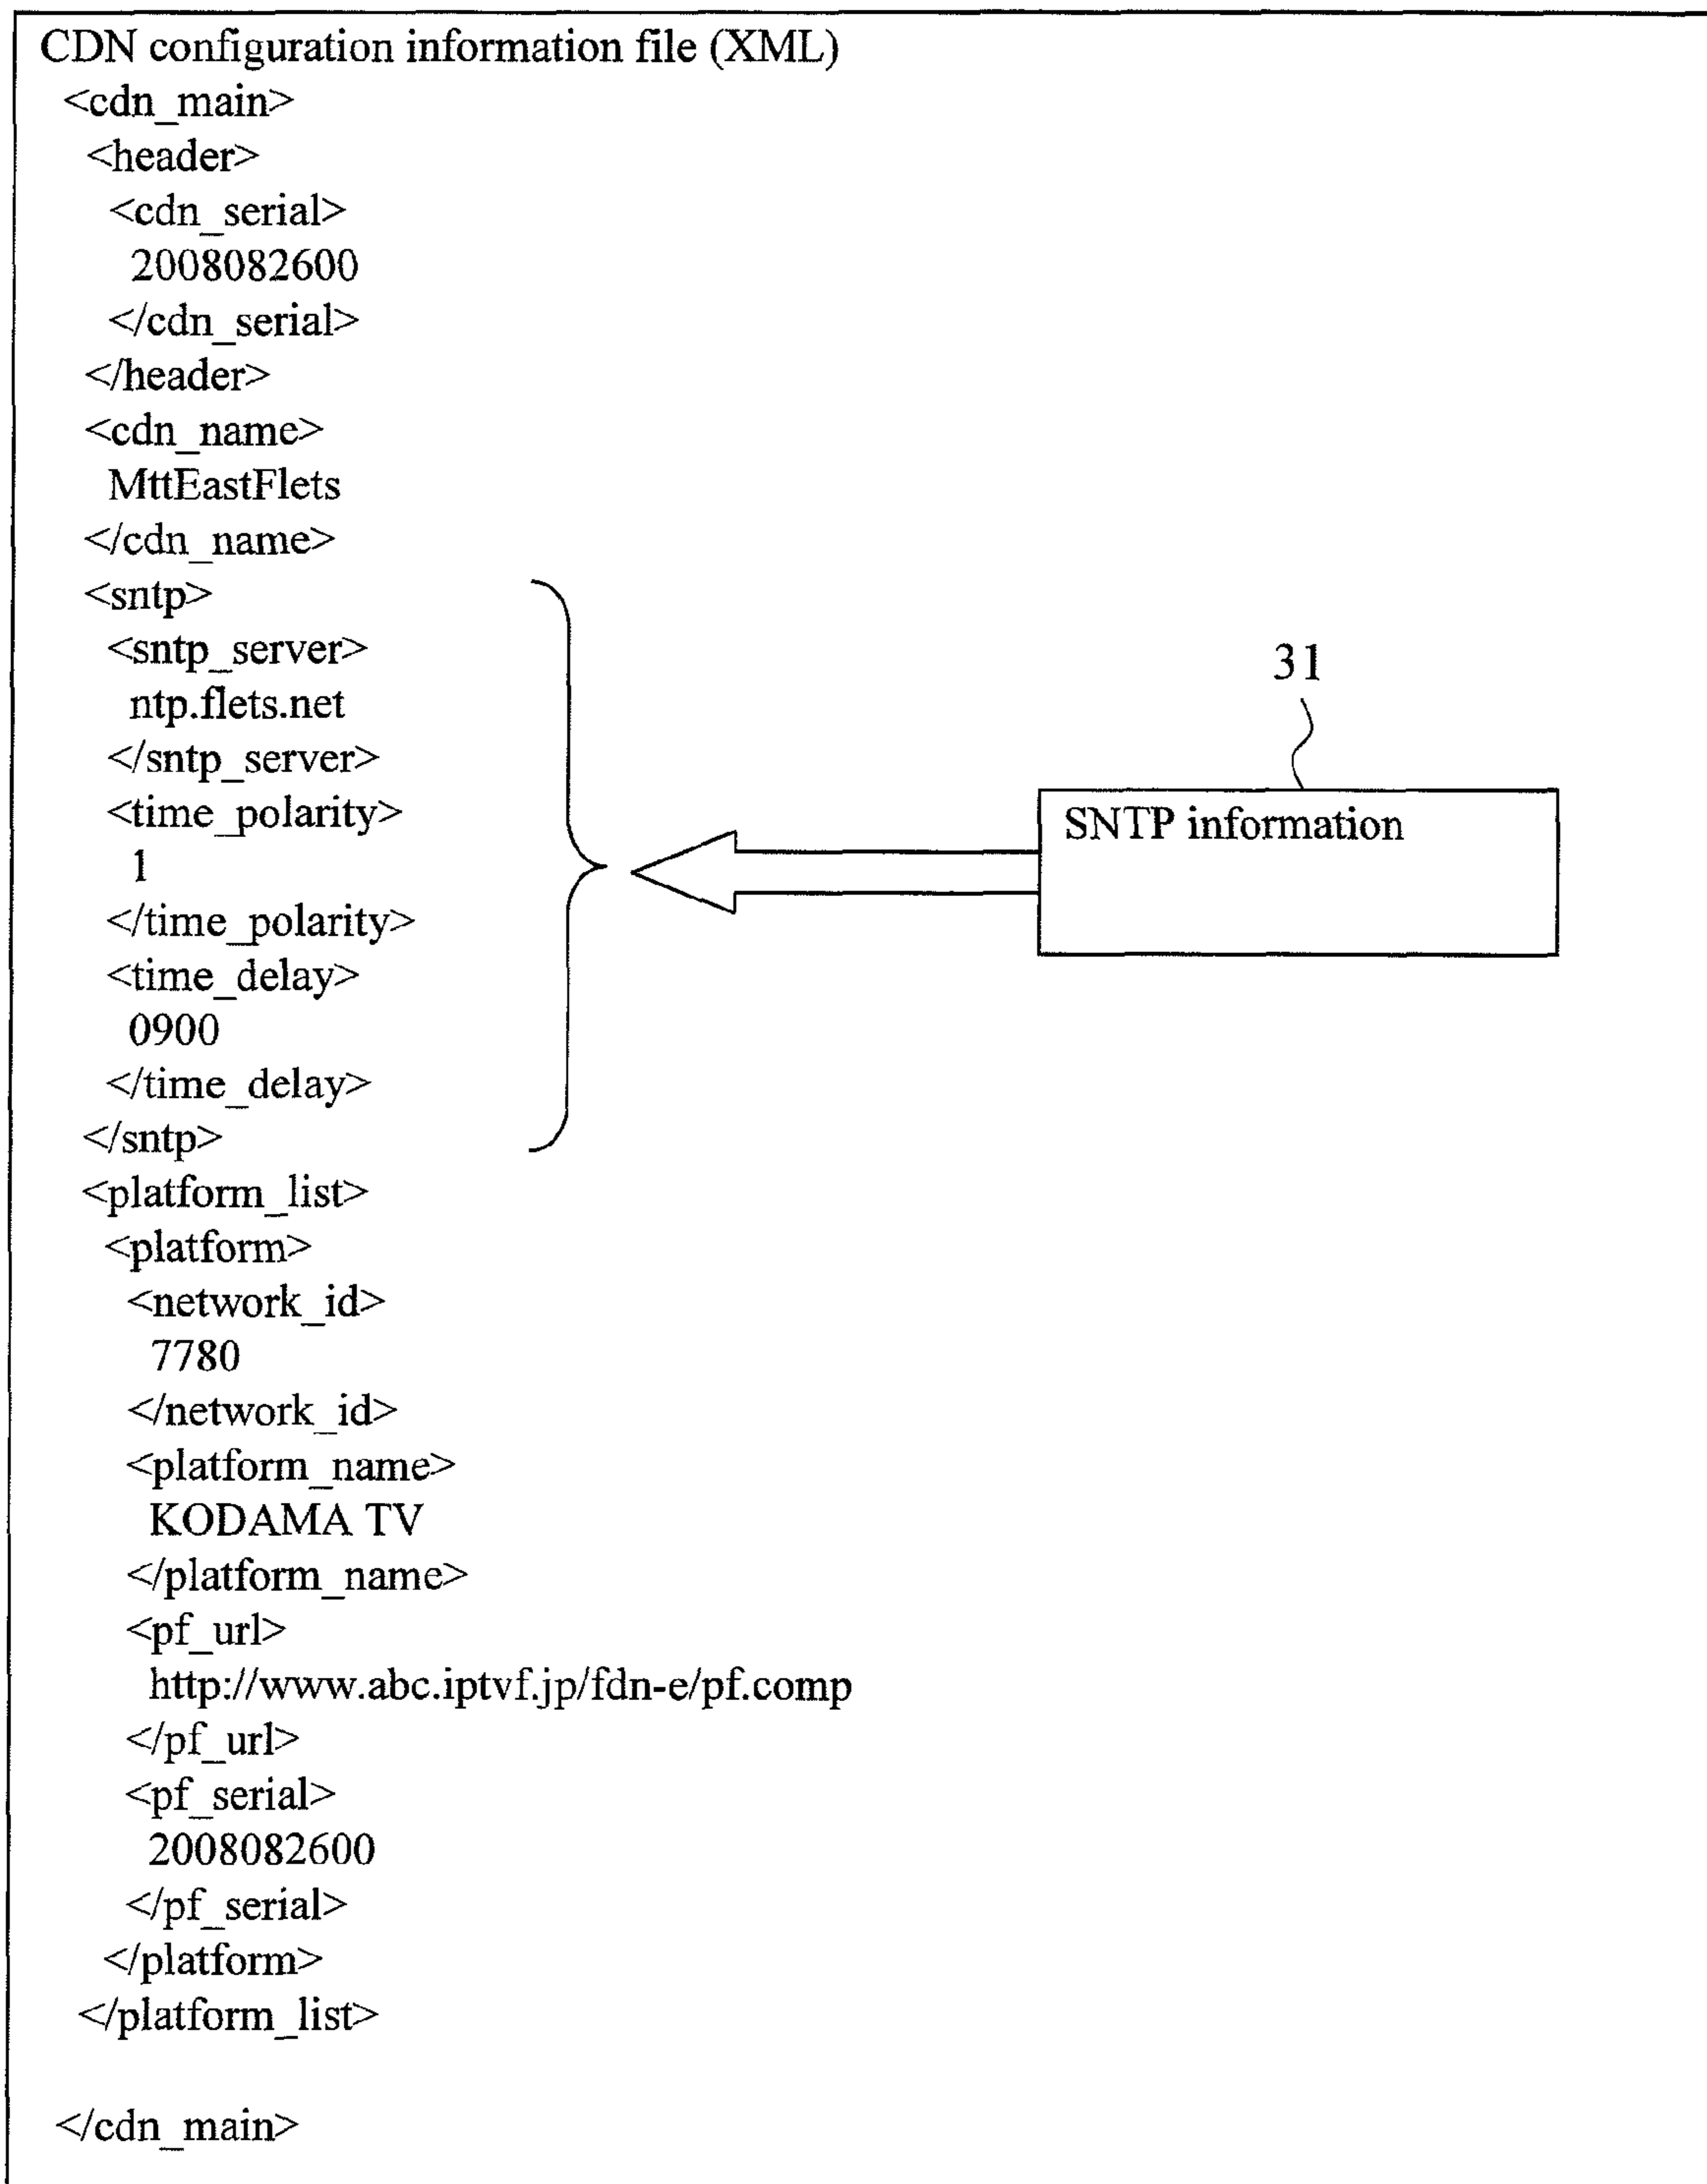 CDN configuration information file (XML)
<cdn_main>
<header>
<cdn_serial>
2008082600
</cdn_serial>
</header>
<cdn_name>
MttEastFlets
</cdn_name>
<sntp>
<sntp_server>
ntp.flets.net
</sntp_server>
<time_polarity>
1
</time_polarity>
<time_delay>
0900
</time_delay>
</sntp>
<platform_list>
<platform>
<network_id>
7780
</network_id>
<platform_name>
KODAMA TV
</platform_name>
<pf_url>
http://www.abc.iptvf.jp/fdn-e/pf.comp
</pf_url>
<pf_serial>
2008082600
</pf_serial>
</platform>
</platform_list>
</cdn_main>
31
SNTP information